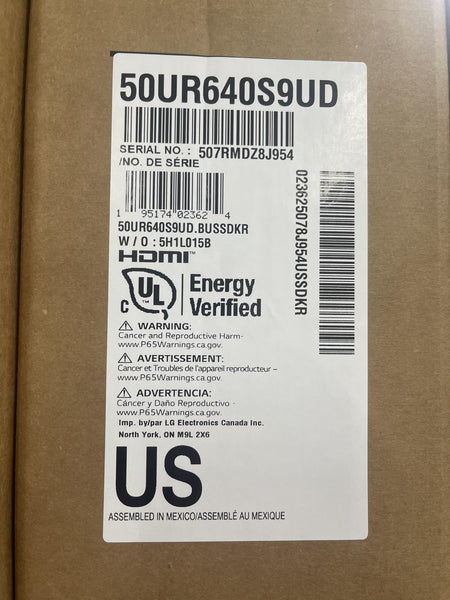 50UR640S9UD
SERIAL NO. : 507RMDZ8J954
/NO. DE SÉRIE
1 95174 02362 4
50UR640S9UD.BUSSDKR
W / O : 5H1L015B
HDMI™
C UL ™ Energy
Verified
⚠ WARNING:
Cancer and Reproductive Harm-
www.P65Warnings.ca.gov.
⚠ AVERTISSEMENT:
Cancer et Troubles de l'appareil reproducteur –
www.P65Warnings.ca.gov.
⚠ ADVERTENCIA:
Cáncer y Daño Reproductivo -
www.P65Warnings.ca.gov.
Imp. by/par LG Electronics Canada Inc.
North York, ON M9L 2X6
US
ASSEMBLED IN MEXICO/ASSEMBLÉ AU MEXIQUE
023625078J954USSDKR